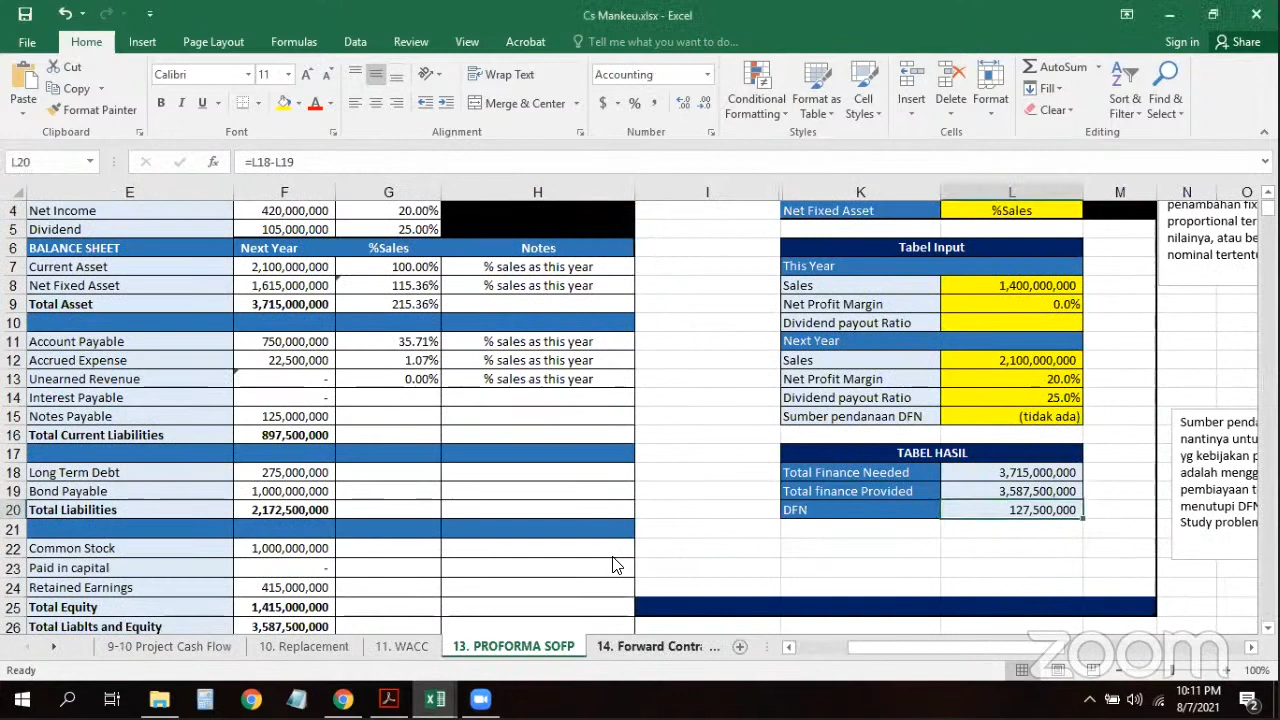 Cs Mankeu.xlsx - Excel
File Home Insert Page Layout Formulas Data Review View Acrobat Tell me what you want to do... Sign in Share
Paste Cut Copy Format Painter
Calibri 11 A A B I U A
Wrap Text Merge & Center
Accounting $ %
Conditional Formatting Format as Table Cell Styles
Insert Delete Format
AutoSum Fill Clear Sort & Filter Find & Select
Clipboard Font Alignment Number Styles Cells Editing
L20 fx =L18-L19
E F G H I K L M N O
4 Net Income 420,000,000 20.00% Net Fixed Asset %Sales
5 Dividend 105,000,000 25.00%
6 BALANCE SHEET Next Year %Sales Notes Tabel Input
7 Current Asset 2,100,000,000 100.00% % sales as this year This Year
8 Net Fixed Asset 1,615,000,000 115.36% % sales as this year Sales 1,400,000,000
9 Total Asset 3,715,000,000 215.36% Net Profit Margin 0.0%
10 Dividend payout Ratio
11 Account Payable 750,000,000 35.71% % sales as this year Next Year
12 Accrued Expense 22,500,000 1.07% % sales as this year Sales 2,100,000,000
13 Unearned Revenue - 0.00% % sales as this year Net Profit Margin 20.0%
14 Interest Payable - Dividend payout Ratio 25.0%
15 Notes Payable 125,000,000 Sumber pendanaan DFN (tidak ada)
16 Total Current Liabilities 897,500,000
17 TABEL HASIL
18 Long Term Debt 275,000,000 Total Finance Needed 3,715,000,000
19 Bond Payable 1,000,000,000 Total finance Provided 3,587,500,000
20 Total Liabilities 2,172,500,000 DFN 127,500,000
21
22 Common Stock 1,000,000,000
23 Paid in capital -
24 Retained Earnings 415,000,000
25 Total Equity 1,415,000,000
26 Total Liablts and Equity 3,587,500,000
penambahan fix
proportional ter
nilainya, atau be
nominal tertentu
Sumber penda
nantinya untu
yg kebijakan p
adalah mengg
pembiayaan t
menutupi DFN
Study problem
9-10 Project Cash Flow 10. Replacement 11. WACC 13. PROFORMA SOFP 14. Forward Contra ...
zoom
Ready 100%
10:11 PM
8/7/2021
2